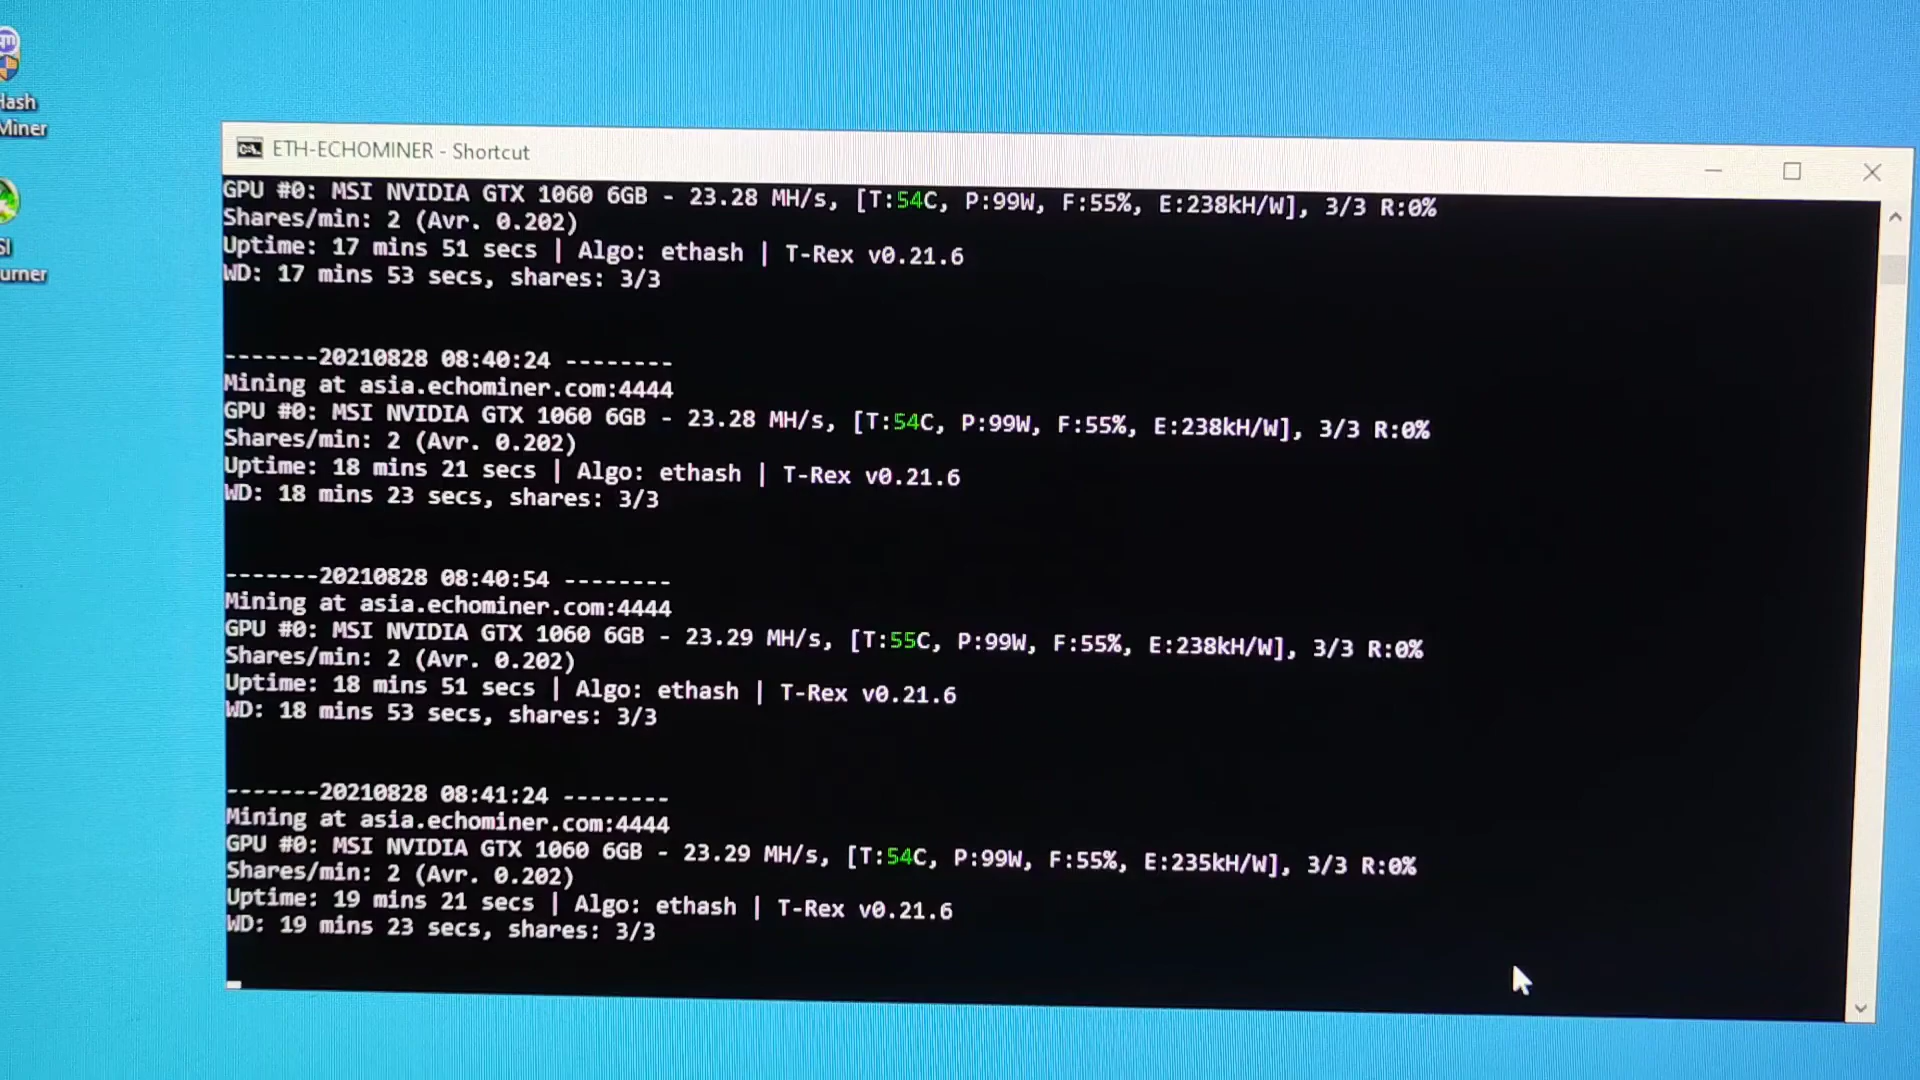 Hash
Miner
SI
urner
ETH-ECHOMINER - Shortcut
GPU #0: MSI NVIDIA GTX 1060 6GB - 23.28 MH/s, [T:54C, P:99W, F:55%, E:238kH/W], 3/3 R:0%
Shares/min: 2 (Avr. 0.202)
Uptime: 17 mins 51 secs | Algo: ethash | T-Rex v0.21.6
WD: 17 mins 53 secs, shares: 3/3
-------20210828 08:40:24 --------
Mining at asia.echominer.com:4444
GPU #0: MSI NVIDIA GTX 1060 6GB - 23.28 MH/s, [T:54C, P:99W, F:55%, E:238kH/W], 3/3 R:0%
Shares/min: 2 (Avr. 0.202)
Uptime: 18 mins 21 secs | Algo: ethash | T-Rex v0.21.6
WD: 18 mins 23 secs, shares: 3/3
-------20210828 08:40:54 --------
Mining at asia.echominer.com:4444
GPU #0: MSI NVIDIA GTX 1060 6GB - 23.29 MH/s, [T:55C, P:99W, F:55%, E:238kH/W], 3/3 R:0%
Shares/min: 2 (Avr. 0.202)
Uptime: 18 mins 51 secs | Algo: ethash | T-Rex v0.21.6
WD: 18 mins 53 secs, shares: 3/3
-------20210828 08:41:24 --------
Mining at asia.echominer.com:4444
GPU #0: MSI NVIDIA GTX 1060 6GB - 23.29 MH/s, [T:54C, P:99W, F:55%, E:235kH/W], 3/3 R:0%
Shares/min: 2 (Avr. 0.202)
Uptime: 19 mins 21 secs | Algo: ethash | T-Rex v0.21.6
WD: 19 mins 23 secs, shares: 3/3